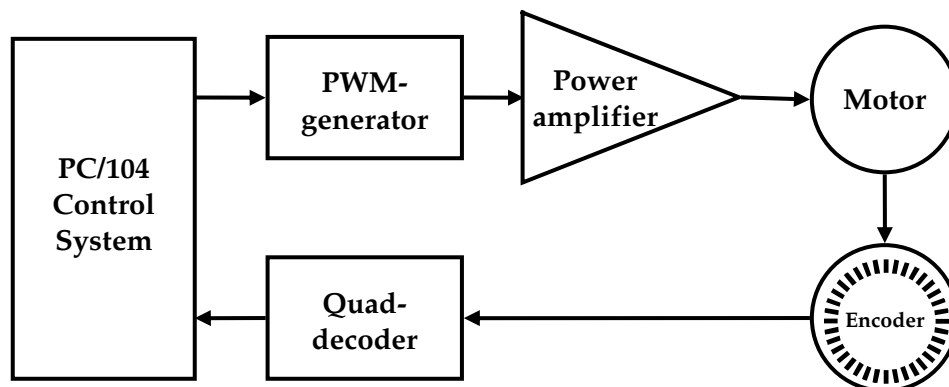 PC/104
Control
System
PWM-
generator
Power
amplifier
Motor
Encoder
Quad-
decoder